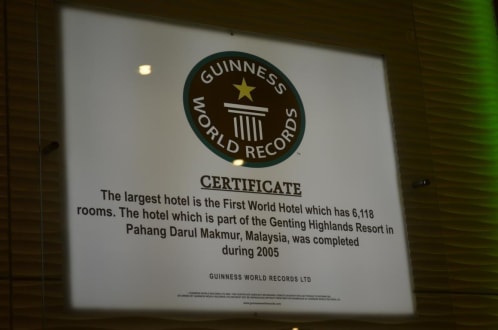 GUINNESS
WORLD RECORDS
CERTIFICATE
The largest hotel is the First World Hotel which has 6,118
rooms. The hotel which is part of the Genting Highlands Resort in
Pahang Darul Makmur, Malaysia, was completed
during 2005
GUINNESS WORLD RECORDS LTD